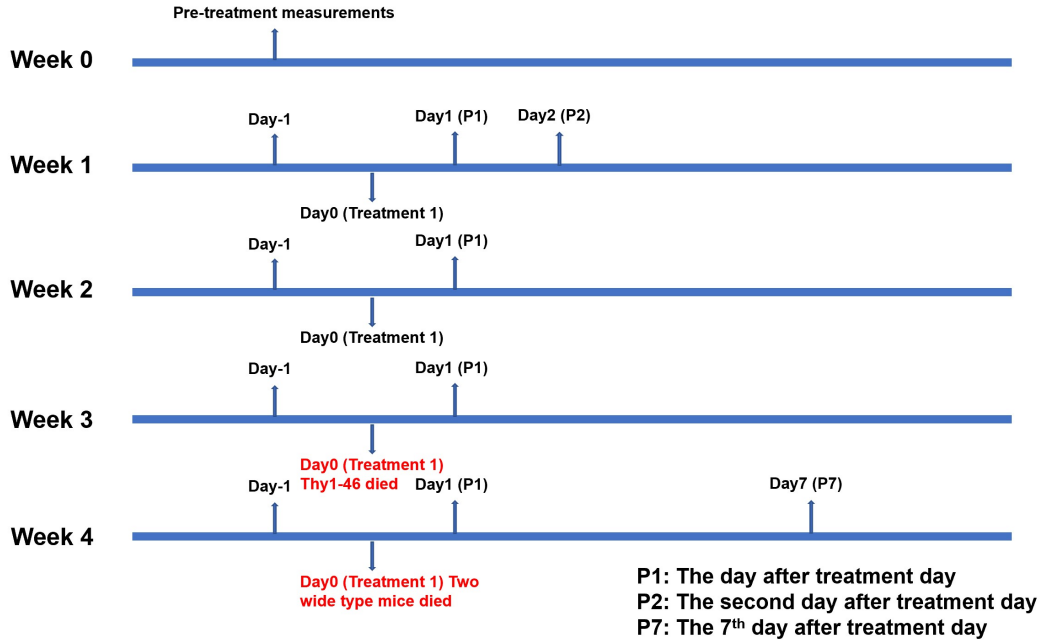 Pre-treatment measurements
Week 0
Day-1
Day1 (P1)
Day2 (P2)
Week 1
Day0 (Treatment 1)
Day-1
Day1 (P1)
Week 2
Day0 (Treatment 1)
Day-1
Day1 (P1)
Week 3
Day0 (Treatment 1)
Thy1-46 died
Day-1
Day1 (P1)
Day7 (P7)
Week 4
Day0 (Treatment 1) Two
wide type mice died
P1: The day after treatment day
P2: The second day after treatment day
P7: The 7th day after treatment day